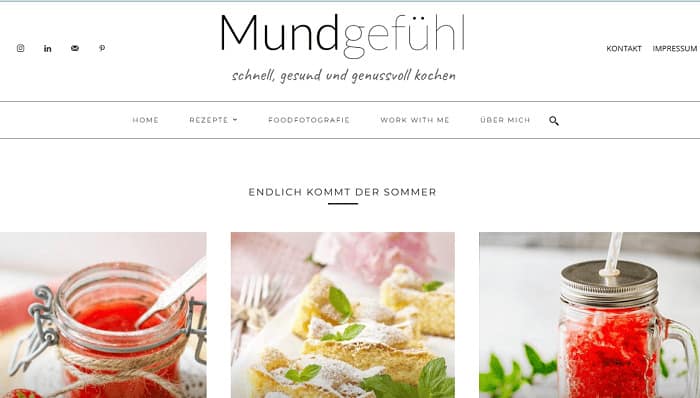 Mundgefühl
schnell, gesund und genussvoll kochen
KONTAKT IMPRESSUM
HOME REZEPTE FOODFOTOGRAFIE WORK WITH ME ÜBER MICH
ENDLICH KOMMT DER SOMMER